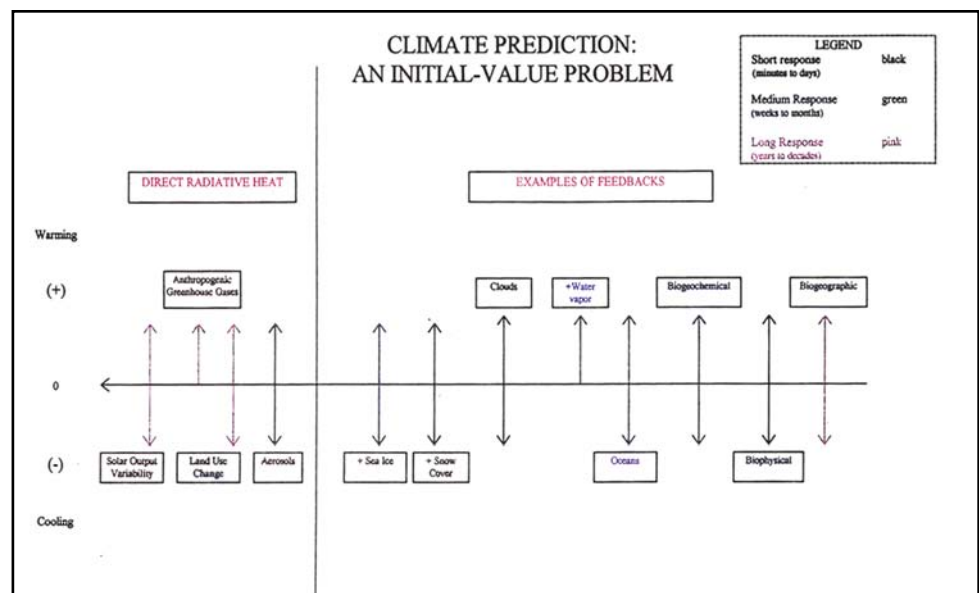 CLIMATE PREDICTION:
AN INITIAL-VALUE PROBLEM
LEGEND
Short response black
(minutes to days)
Medium Response green
(weeks to months)
Long Response pink
(years to decades)
DIRECT RADIATIVE HEAT
EXAMPLES OF FEEDBACKS
Warming
(+)
Anthropogenic
Greenhouse Gases
Clouds
+Water
vapor
Biogeochemical
Biogeographic
0
(-)
Solar Output
Variability
Land Use
Change
Aerosols
+ Sea Ice
+ Snow
Cover
Oceans
Biophysical
Cooling